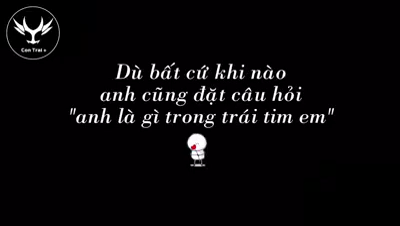 Con Trai +
Dù bất cứ khi nào
anh cũng đặt câu hỏi
"anh là gì trong trái tim em"